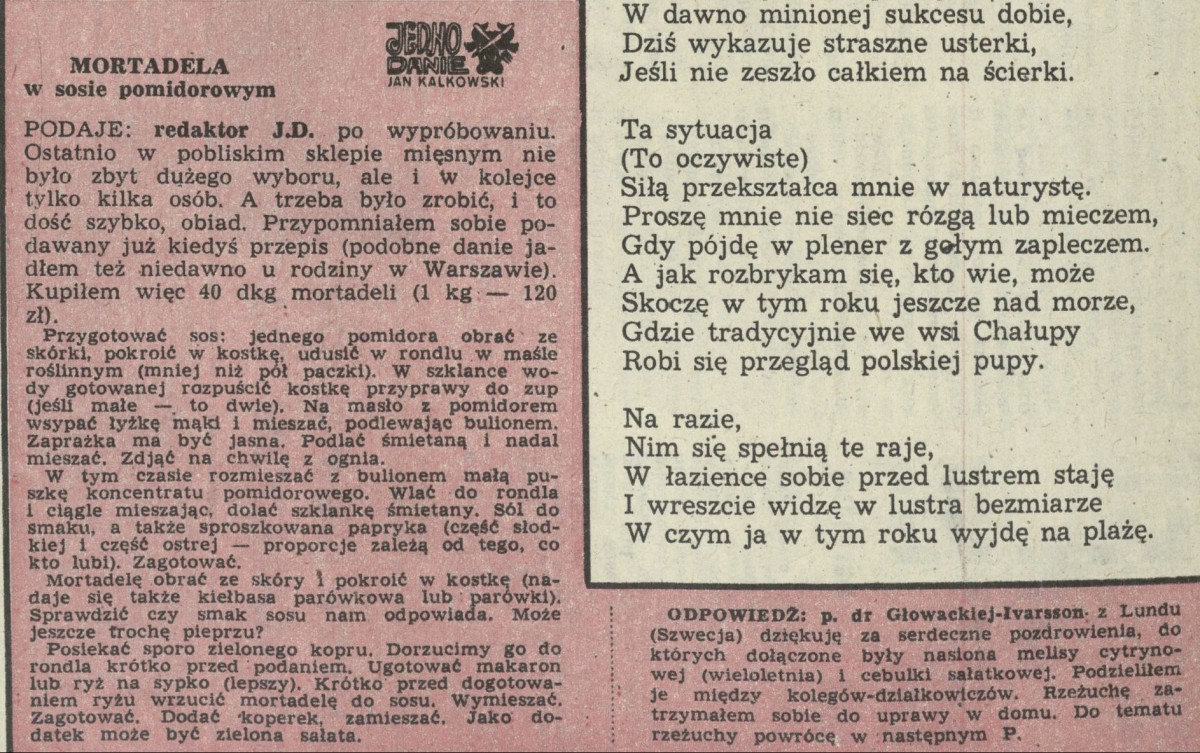 MORTADELA
w sosie pomidorowym
JEDNO
DANIE
JAN KALKOWSKI
PODAJE: redaktor J.D. po wypróbowaniu.
Ostatnio w pobliskim sklepie mięsnym nie
było zbyt dużego wyboru, ale i w kolejce
tylko kilka osób. A trzeba było zrobić, i to
dość szybko, obiad. Przypomniałem sobie po-
dawany już kiedyś przepis (podobne danie ja-
dłem też niedawno u rodziny w Warszawie).
Kupiłem więc 40 dkg mortadeli (1 kg — 120
zł).
Przygotować sos: jednego pomidora obrać ze
skórki, pokroić w kostkę, udusić w rondlu w maśle
roślinnym (mniej niż pół paczki). W szklance wo-
dy gotowanej rozpuścić kostkę przyprawy do zup
(jeśli małe — to dwie). Na masło z pomidorem
wsypać łyżkę mąki i mieszać, podlewając bulionem.
Zaprażka ma być jasna. Podlać śmietaną i nadal
mieszać. Zdjąć na chwilę z ognia.
W tym czasie rozmieszać z bulionem małą pu-
szkę koncentratu pomidorowego. Wlać do rondla
i ciągle mieszając, dolać szklankę śmietany. Sól do
smaku, a także sproszkowana papryka (część słod-
kiej i część ostrej — proporcje zależą od tego, co
kto lubi). Zagotować.
Mortadelę obrać ze skóry i pokroić w kostkę (na-
daje się także kiełbasa parówkowa lub parówki).
Sprawdzić czy smak sosu nam odpowiada. Może
jeszcze trochę pieprzu?
Posiekać sporo zielonego kopru. Dorzucimy go do
rondla krótko przed podaniem. Ugotować makaron
lub ryż na sypko (lepszy). Krótko przed dogotowa-
niem ryżu wrzucić mortadelę do sosu. Wymieszać.
Zagotować. Dodać koperek, zamieszać. Jako do-
datek może być zielona sałata.
W dawno minionej sukcesu dobie,
Dziś wykazuje straszne usterki,
Jeśli nie zeszło całkiem na ścierki.
Ta sytuacja
(To oczywiste)
Siłą przekształca mnie w naturystę.
Proszę mnie nie siec rózgą lub mieczem,
Gdy pójdę w plener z gołym zapleczem.
A jak rozbrykam się, kto wie, może
Skoczę w tym roku jeszcze nad morze,
Gdzie tradycyjnie we wsi Chałupy
Robi się przegląd polskiej pupy.
Na razie,
Nim się spełnią te raje,
W łazience sobie przed lustrem staję
I wreszcie widzę w lustra bezmiarze
W czym ja w tym roku wyjdę na plażę.
ODPOWIEDŹ: p. dr Głowackiej-Ivarsson z Lundu
(Szwecja) dziękuję za serdeczne pozdrowienia, do
których dołączone były nasiona melisy cytryno-
wej (wieloletnia) i cebulki sałatkowej. Podzieliłem
je między kolegów-działkowiczów. Rzeżuchę za-
trzymałem sobie do uprawy w domu. Do tematu
rzeżuchy powrócę w następnym P.